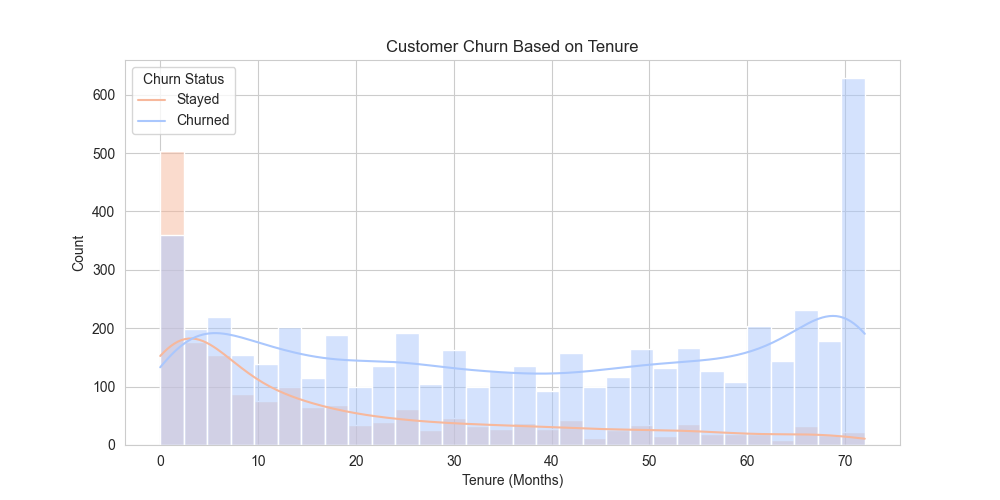 Customer Churn Based on Tenure
Churn Status
Stayed
Churned
600
500
400
300
200
100
0
Count
0 10 20 30 40 50 60 70
Tenure (Months)